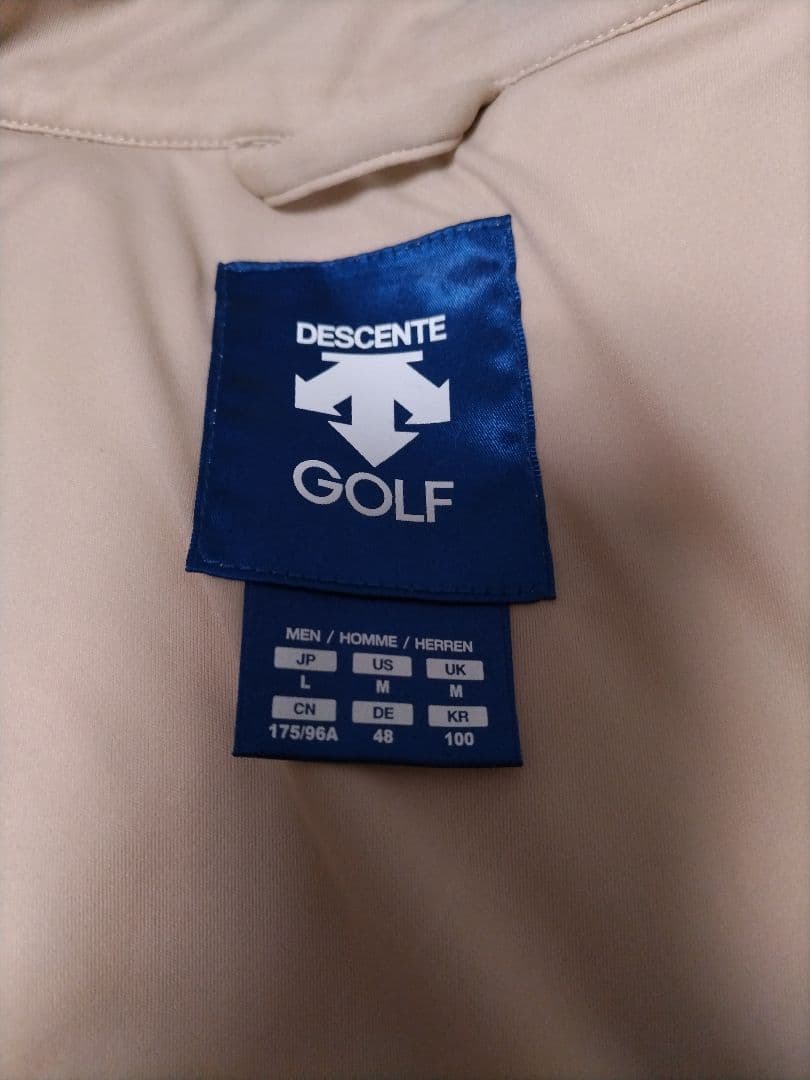 DESCENTE
GOLF
MEN / HOMME / HERREN
JP US UK
L M M
CN DE KR
175/96A 48 100